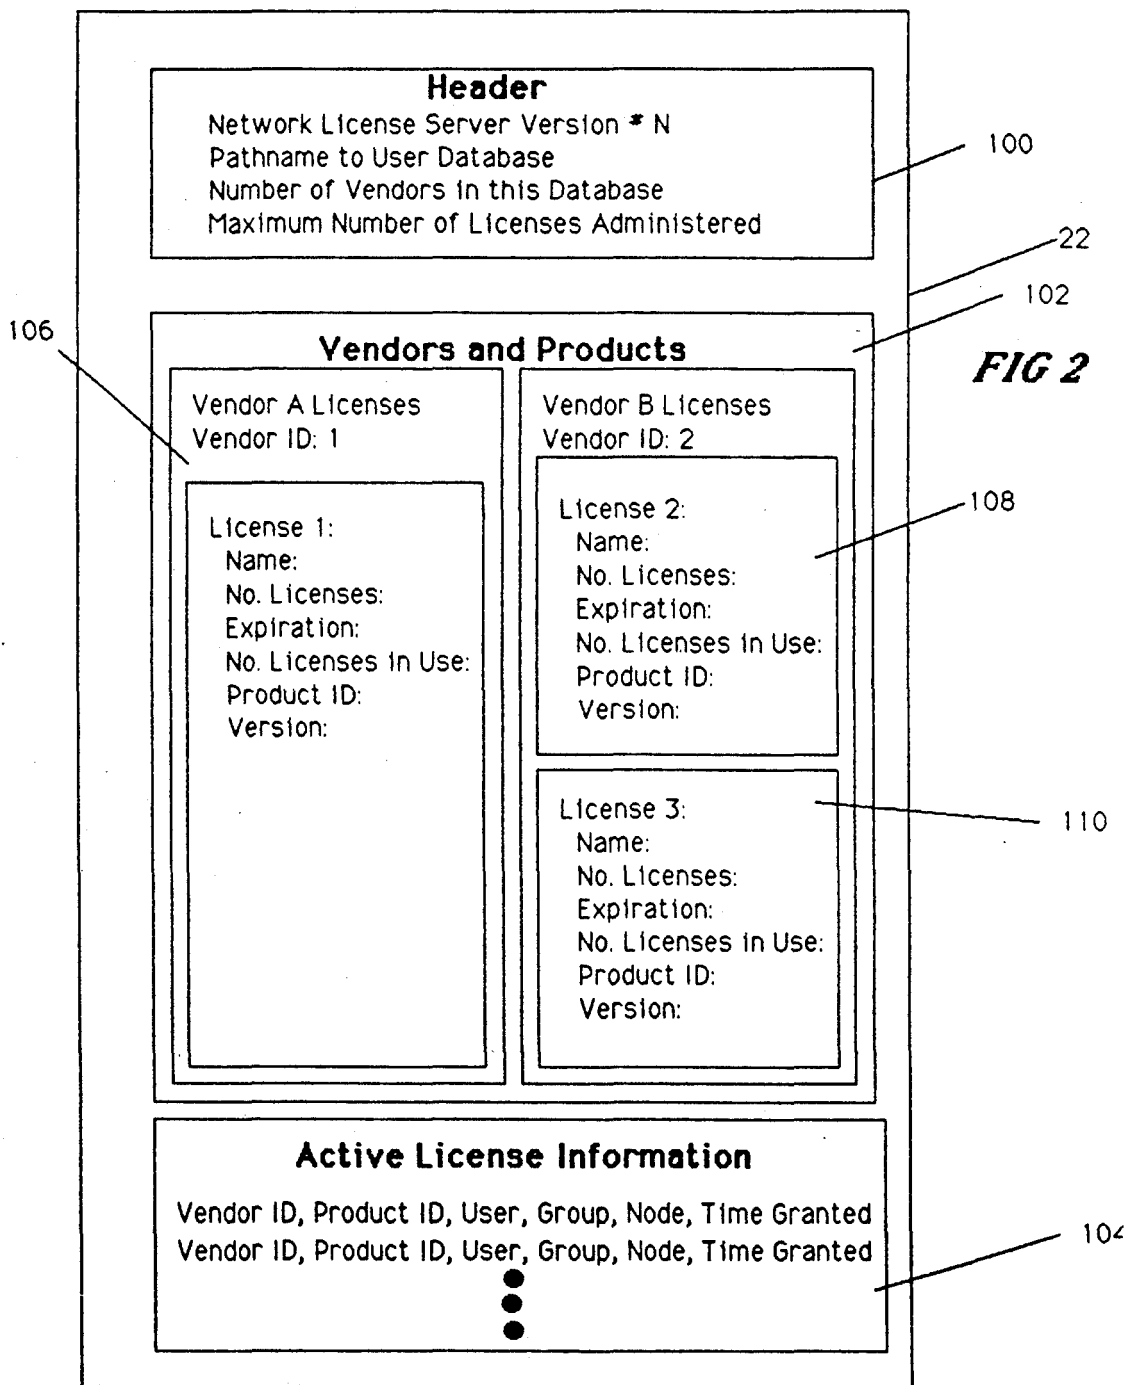 Header
Network License Server Version # N
Pathname to User Database
Number of Vendors in this Database
Maximum Number of Licenses Administered
100
22
102
106
FIG 2
Vendors and Products
Vendor A Licenses
Vendor ID: 1
License 1:
Name:
No. Licenses:
Expiration:
No. Licenses in Use:
Product ID:
Version:
Vendor B Licenses
Vendor ID: 2
License 2:
Name:
No. Licenses:
Expiration:
No. Licenses in Use:
Product ID:
Version:
108
License 3:
Name:
No. Licenses:
Expiration:
No. Licenses in Use:
Product ID:
Version:
110
Active License Information
Vendor ID, Product ID, User, Group, Node, Time Granted
Vendor ID, Product ID, User, Group, Node, Time Granted
104